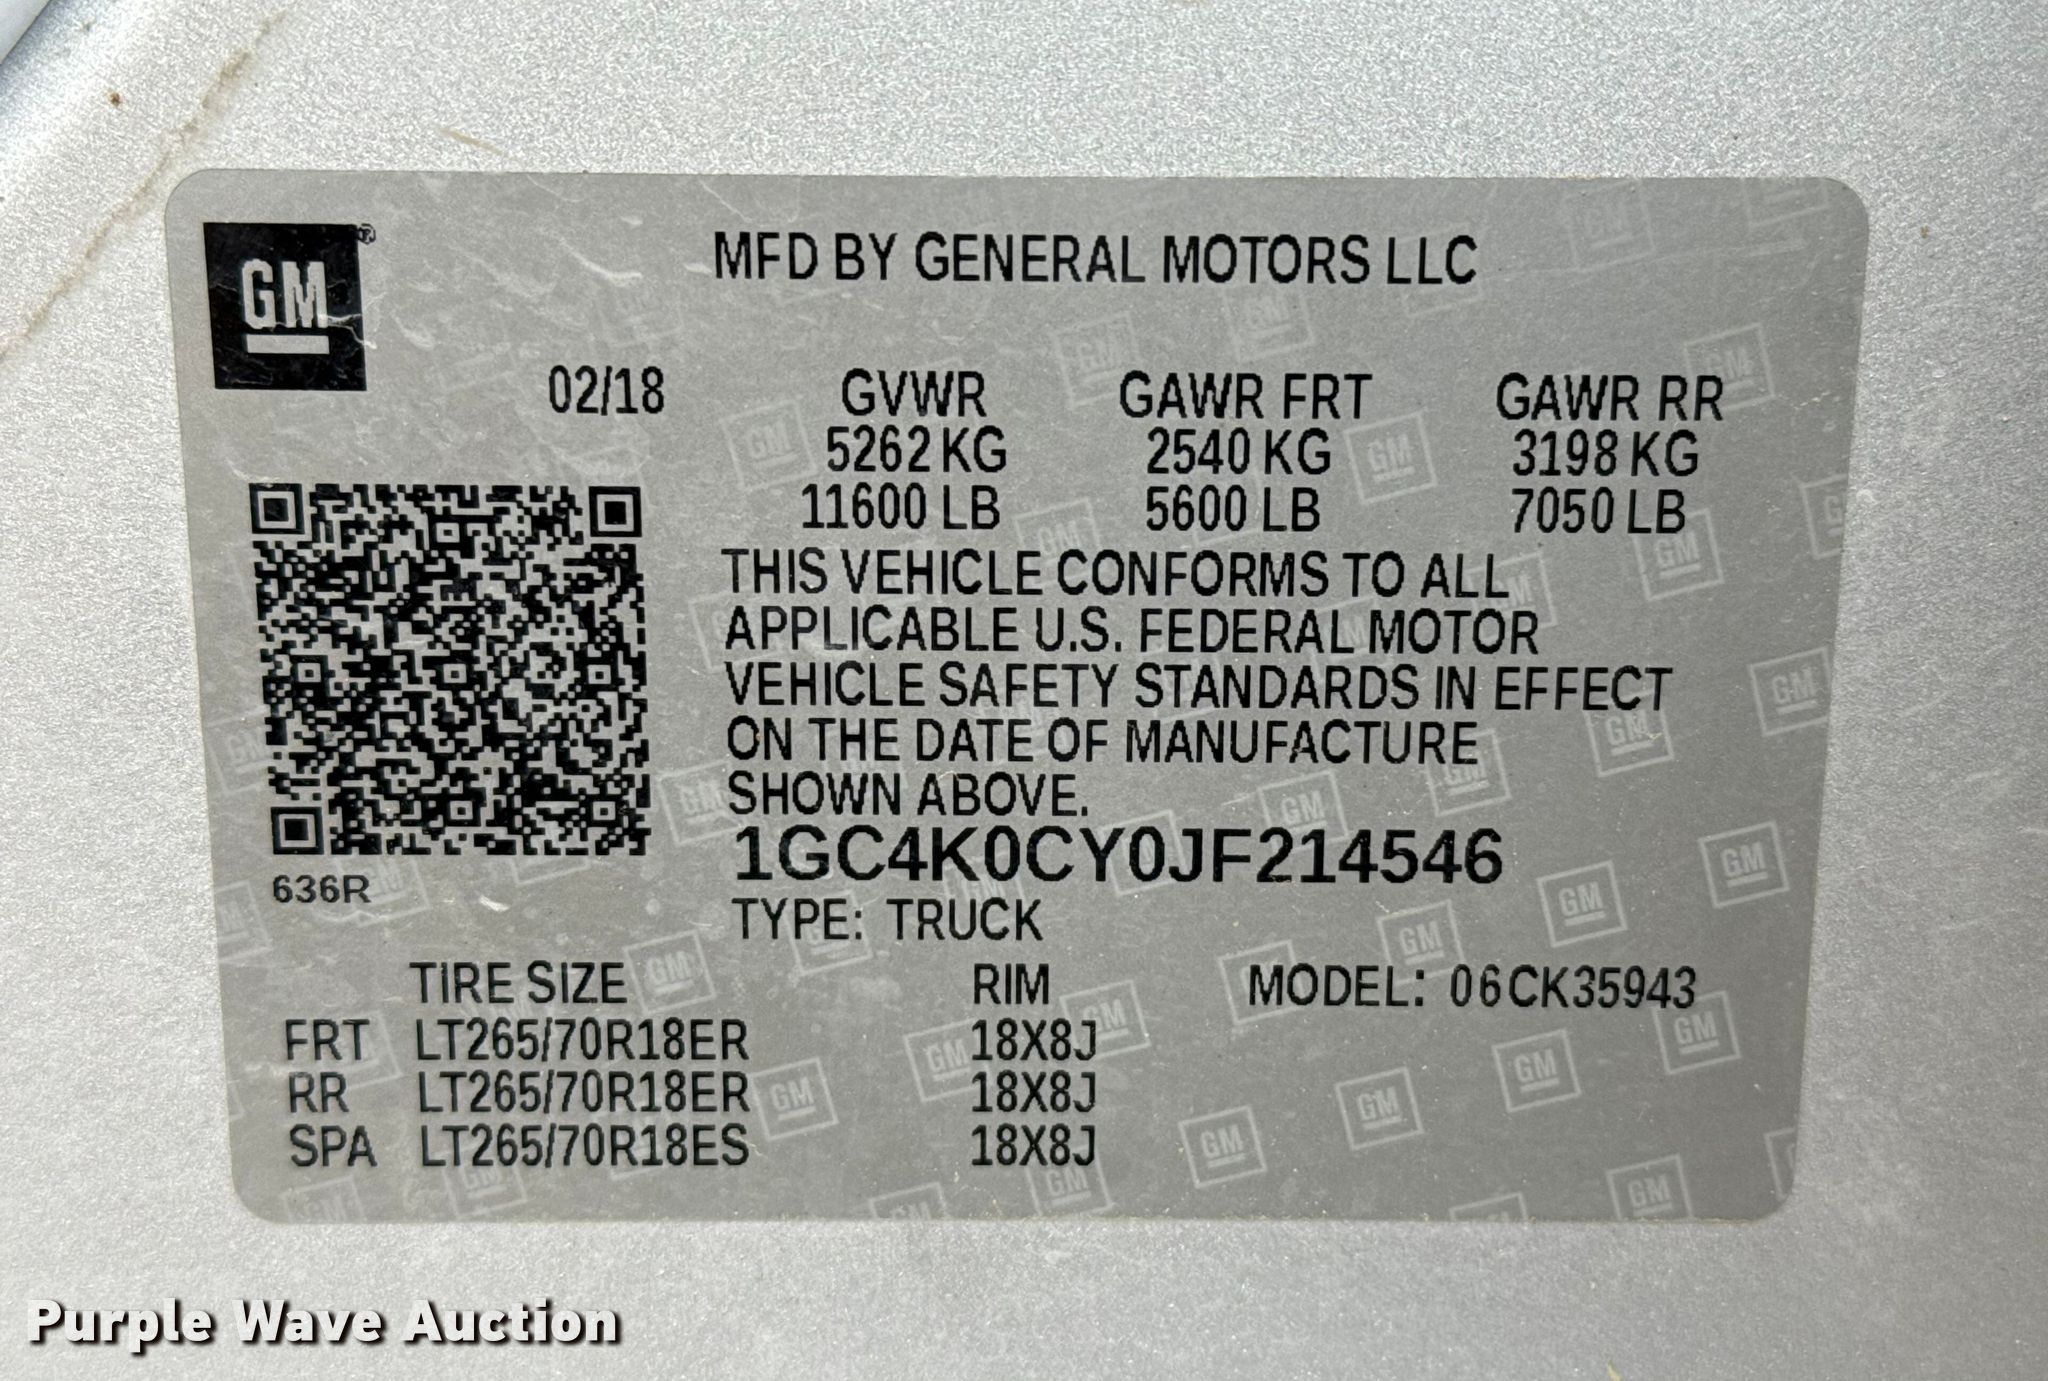 GM
MFD BY GENERAL MOTORS LLC
02/18 GVWR GAWR FRT GAWR RR
5262 KG 2540 KG 3198 KG
11600 LB 5600 LB 7050 LB
THIS VEHICLE CONFORMS TO ALL
APPLICABLE U.S. FEDERAL MOTOR
VEHICLE SAFETY STANDARDS IN EFFECT
ON THE DATE OF MANUFACTURE
SHOWN ABOVE.
1GC4K0CY0JF214546
636R
TYPE: TRUCK
TIRE SIZE RIM MODEL: 06CK35943
FRT LT265/70R18ER 18X8J
RR LT265/70R18ER 18X8J
SPA LT265/70R18ES 18X8J
Purple Wave Auction